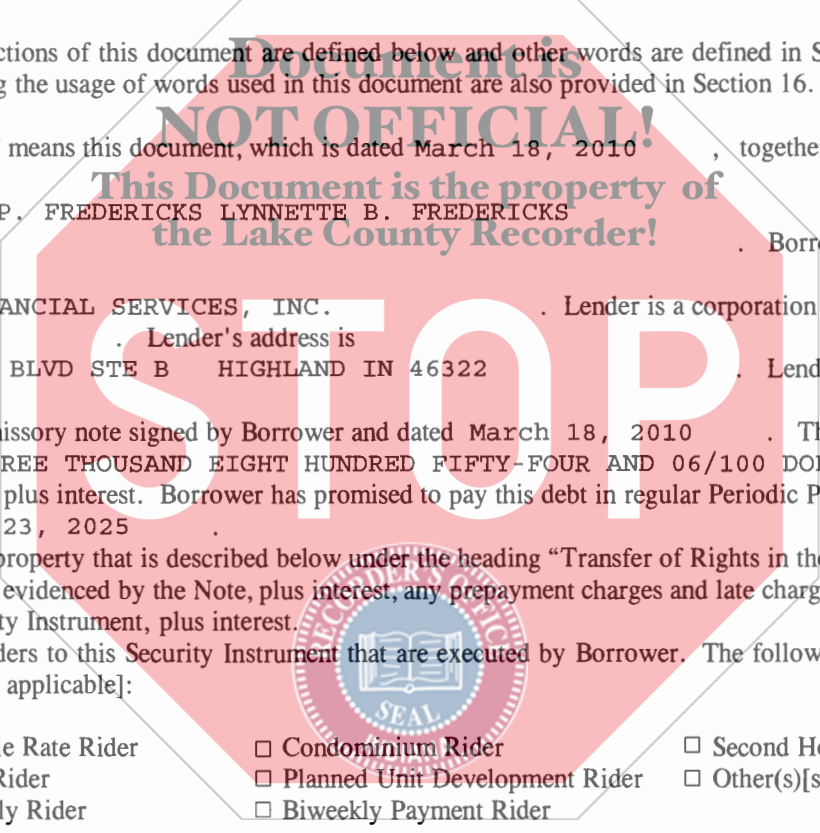 Document is
NOT OFFICIAL!
This Document is the property of
the Lake County Recorder!
STOP
ctions of this document are defined below and other words are defined in S
g the usage of words used in this document are also provided in Section 16.
" means this document, which is dated March 18, 2010 , togethe
P. FREDERICKS LYNNETTE B. FREDERICKS
. Borro
ANCIAL SERVICES, INC. . Lender is a corporation
. Lender's address is
BLVD STE B HIGHLAND IN 46322 . Lend
issory note signed by Borrower and dated March 18, 2010 . Th
REE THOUSAND EIGHT HUNDRED FIFTY-FOUR AND 06/100 DOL
plus interest. Borrower has promised to pay this debt in regular Periodic P
23, 2025 .
property that is described below under the heading “Transfer of Rights in the
evidenced by the Note, plus interest, any prepayment charges and late charg
ty Instrument, plus interest.
ders to this Security Instrument that are executed by Borrower. The follow
applicable]:
e Rate Rider ☐ Condominium Rider ☐ Second Ho
Rider ☐ Planned Unit Development Rider ☐ Other(s)[s
ly Rider ☐ Biweekly Payment Rider
RECORDER'S OFFICE
SEAL